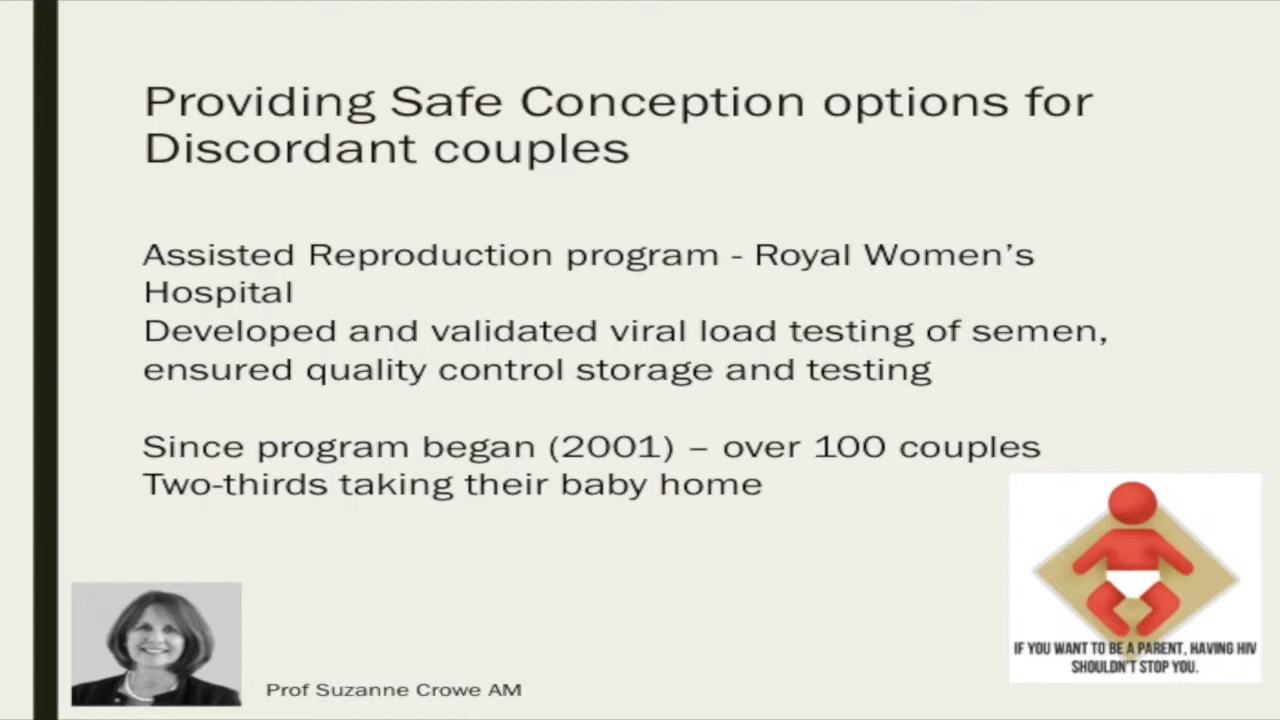 Providing Safe Conception options for
Discordant couples
Assisted Reproduction program - Royal Women’s
Hospital
Developed and validated viral load testing of semen,
ensured quality control storage and testing
Since program began (2001) – over 100 couples
Two-thirds taking their baby home
IF YOU WANT TO BE A PARENT, HAVING HIV
SHOULDN'T STOP YOU.
Prof Suzanne Crowe AM